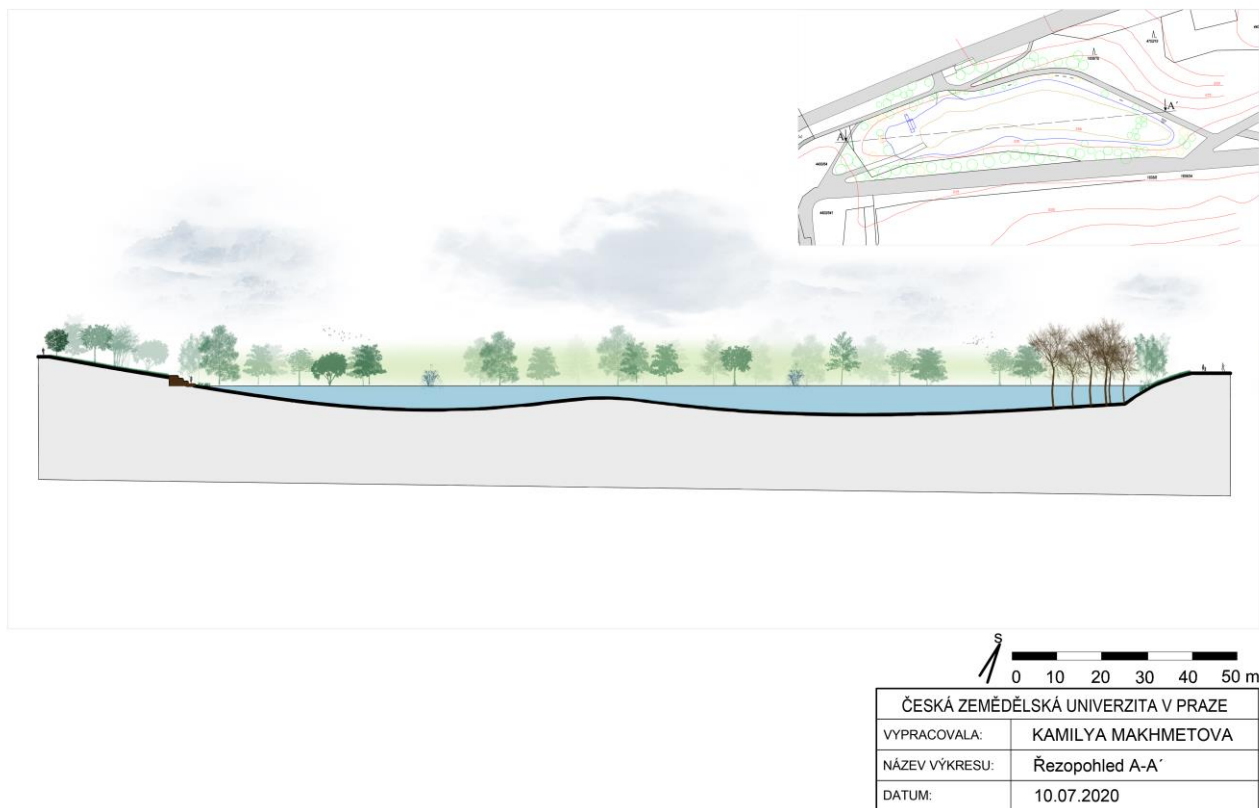 A
A´
S
0 10 20 30 40 50 m
ČESKÁ ZEMĚDĚLSKÁ UNIVERZITA V PRAZE
VYPRACOVALA: KAMILYA MAKHMETOVA
NÁZEV VÝKRESU: Řezopohled A-A´
DATUM: 10.07.2020